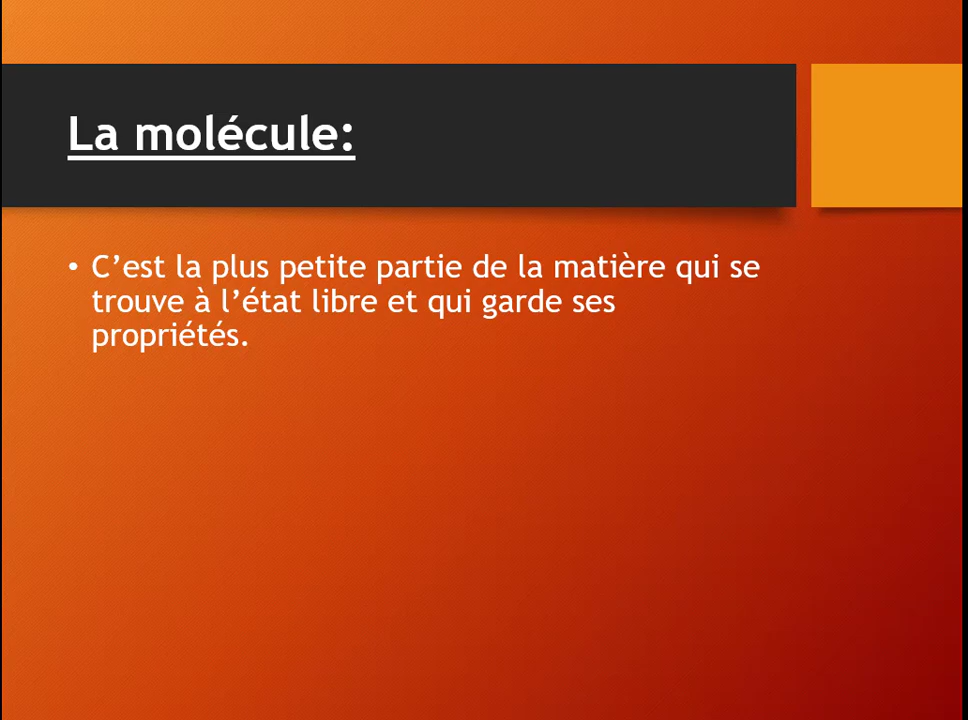 La molécule:
• C’est la plus petite partie de la matière qui se
trouve à l’état libre et qui garde ses
propriétés.